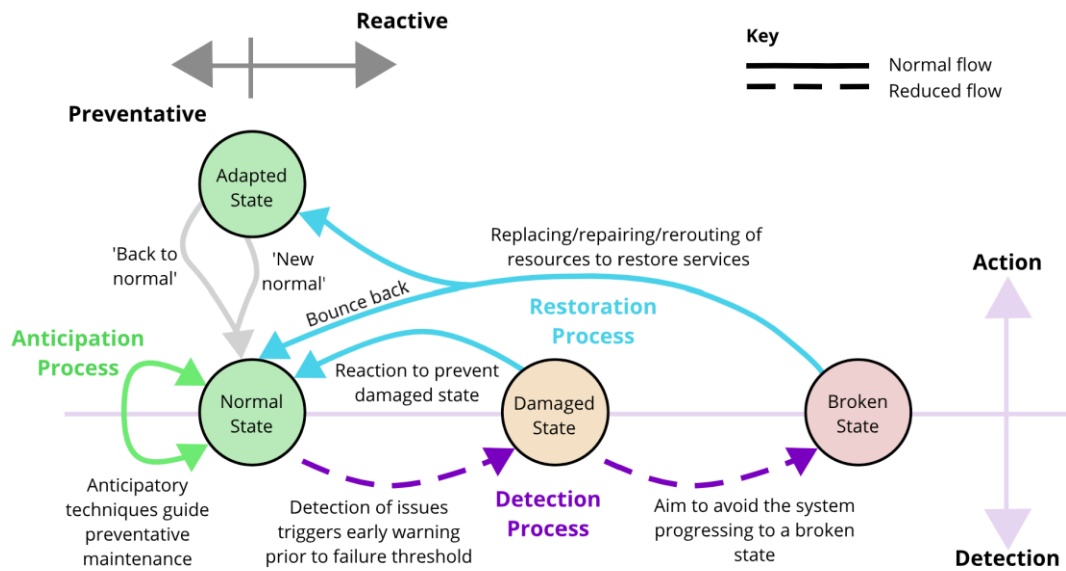 Reactive
Key
Normal flow
Reduced flow
Preventative
Adapted
State
'Back to
normal'
'New
normal'
Replacing/repairing/rerouting of
resources to restore services
Action
Bounce back
Restoration
Process
Anticipation
Process
Reaction to prevent
damaged state
Normal
State
Damaged
State
Broken
State
Anticipatory
techniques guide
preventative
maintenance
Detection of issues
triggers early warning
prior to failure threshold
Detection
Process
Aim to avoid the system
progressing to a broken
state
Detection